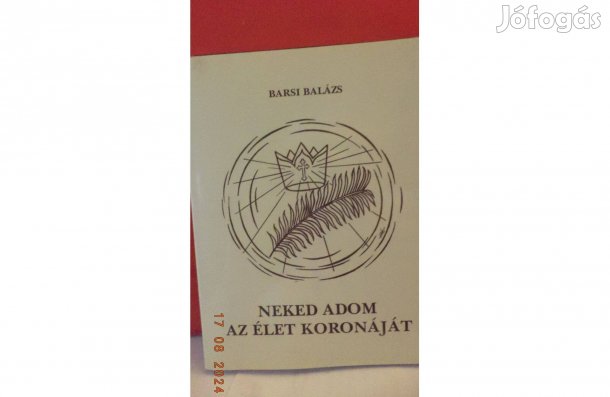 Jófogás
BARSI BALÁZS
NEKED ADOM
AZ ÉLET KORONÁJÁT
17 08 2024